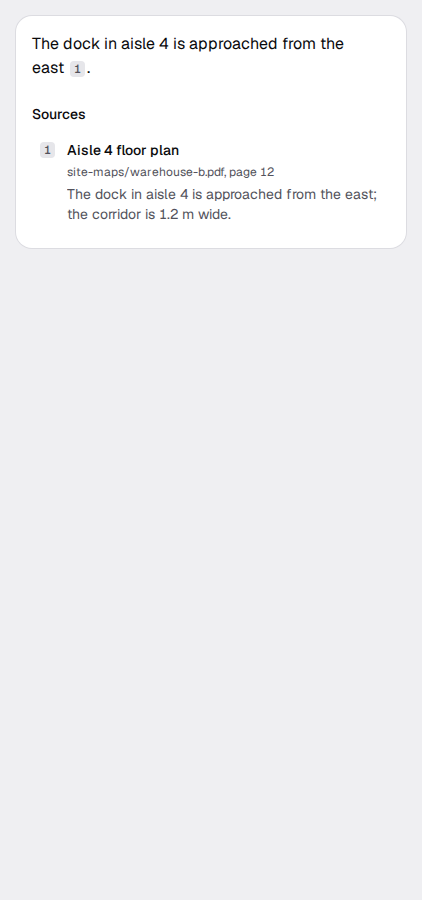 The dock in aisle 4 is approached from the
east 1.
Sources
1 Aisle 4 floor plan
site-maps/warehouse-b.pdf, page 12
The dock in aisle 4 is approached from the east;
the corridor is 1.2 m wide.